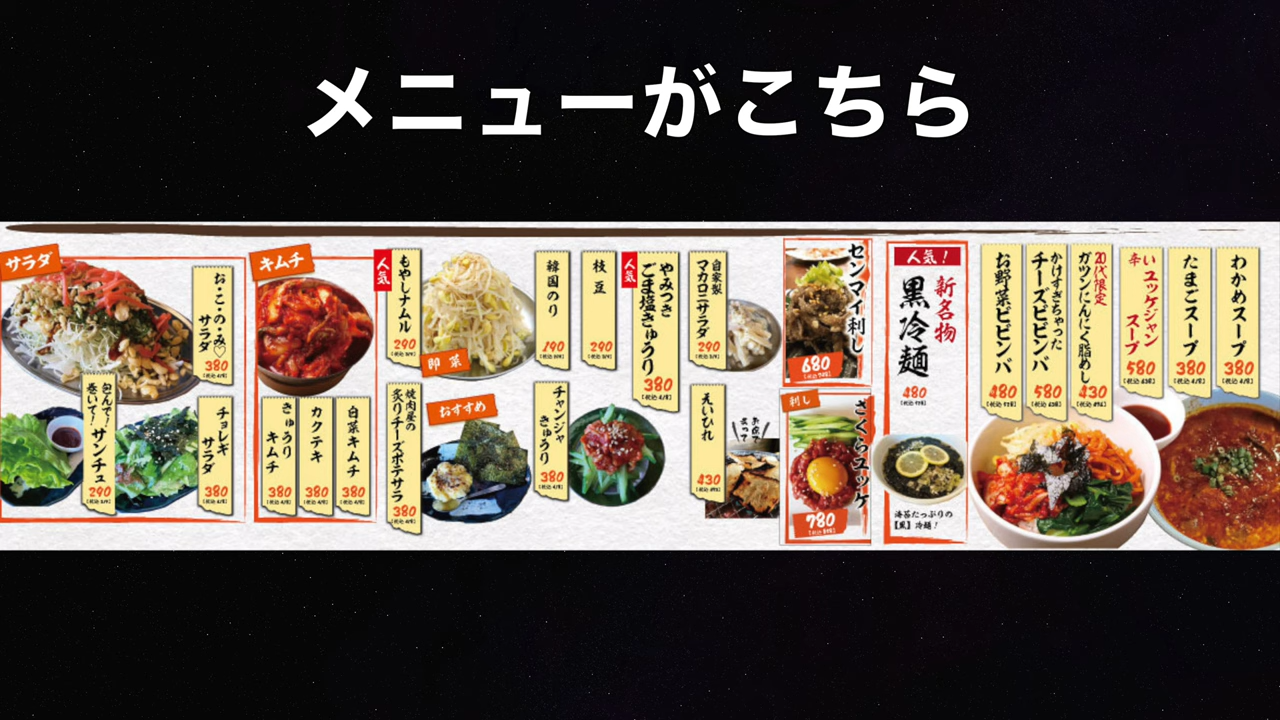 メニューがこちら
サラダ
お・こ・の・み♡
サラダ
380
包んで!
巻いて!
サンチュ
290
チョレギ
サラダ
380
キムチ
きゅうり
キムチ
380
カクテキ
380
白菜キムチ
380
人気
もやしナムル
290
即菜
焼肉屋の
炙りチーズポテサラ
380
おすすめ
韓国のり
190
枝豆
290
チャンジャ
きゅうり
380
人気
やみつき
ごま塩きゅうり
380
自家製
マカロニサラダ
290
えいひれ
430
センマイ刺し
680
刺し
さくらユッケ
780
人気!
新名物
黒冷麺
480
海苔たっぷりの
【黒】冷麺!
お野菜ビビンバ
480
かけすぎちゃった
チーズビビンバ
580
20代限定
ガツンにんにく脂めし
430
辛い
ユッケジャン
スープ
580
たまごスープ
380
わかめスープ
380